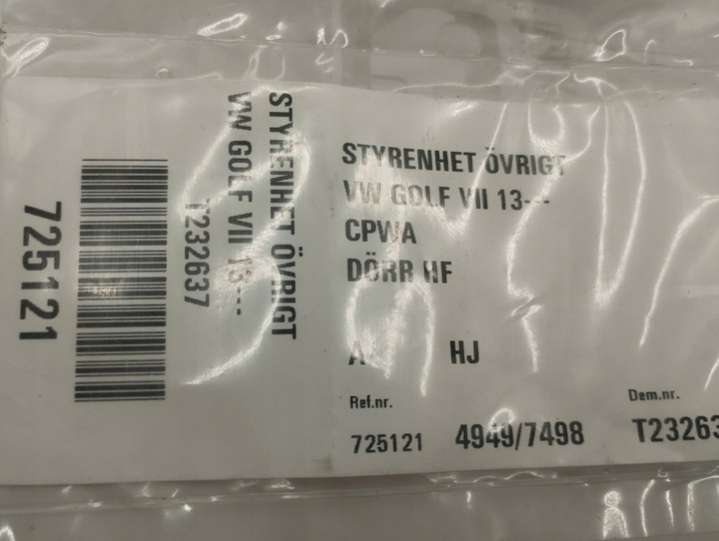 725121
T232637
VW GOLF VII 13---
STYRENHET ÖVRIGT
STYRENHET ÖVRIGT
VW GOLF VII 13---
CPWA
DÖRR HF
A HJ
Ref.nr. Dem.nr.
725121 4949/7498 T23263